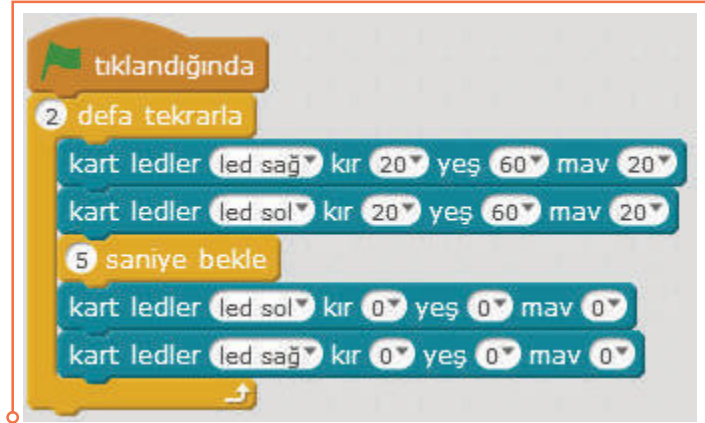 tıklandığında
2 defa tekrarla
kart ledler led sağ kır 20 yeş 60 mav 20
kart ledler led sol kır 20 yeş 60 mav 20
5 saniye bekle
kart ledler led sol kır 0 yeş 0 mav 0
kart ledler led sağ kır 0 yeş 0 mav 0